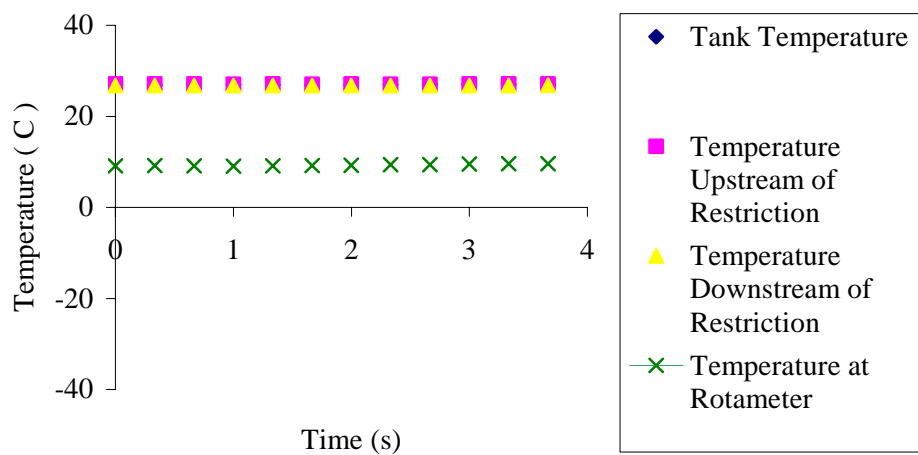 40
20
0
-20
-40
0 1 2 3 4
Temperature ( C )
Time (s)
Tank Temperature
Temperature
Upstream of
Restriction
Temperature
Downstream of
Restriction
Temperature at
Rotameter